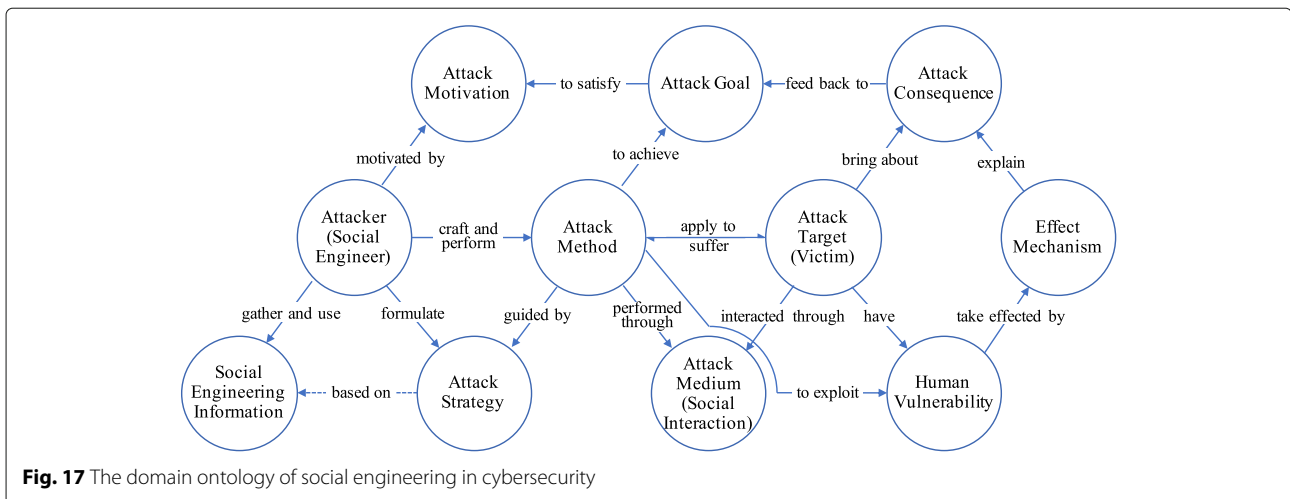 Attack
Motivation
to satisfy
Attack Goal
feed back to
Attack
Consequence
motivated by
to achieve
bring about
explain
Attacker
(Social
Engineer)
craft and
perform
Attack
Method
apply to
suffer
Attack
Target
(Victim)
Effect
Mechanism
gather and use
formulate
guided by
performed
through
interacted through
have
take effected by
Social
Engineering
Information
based on
Attack
Strategy
Attack
Medium
(Social
Interaction)
to exploit
Human
Vulnerability
Fig. 17 The domain ontology of social engineering in cybersecurity